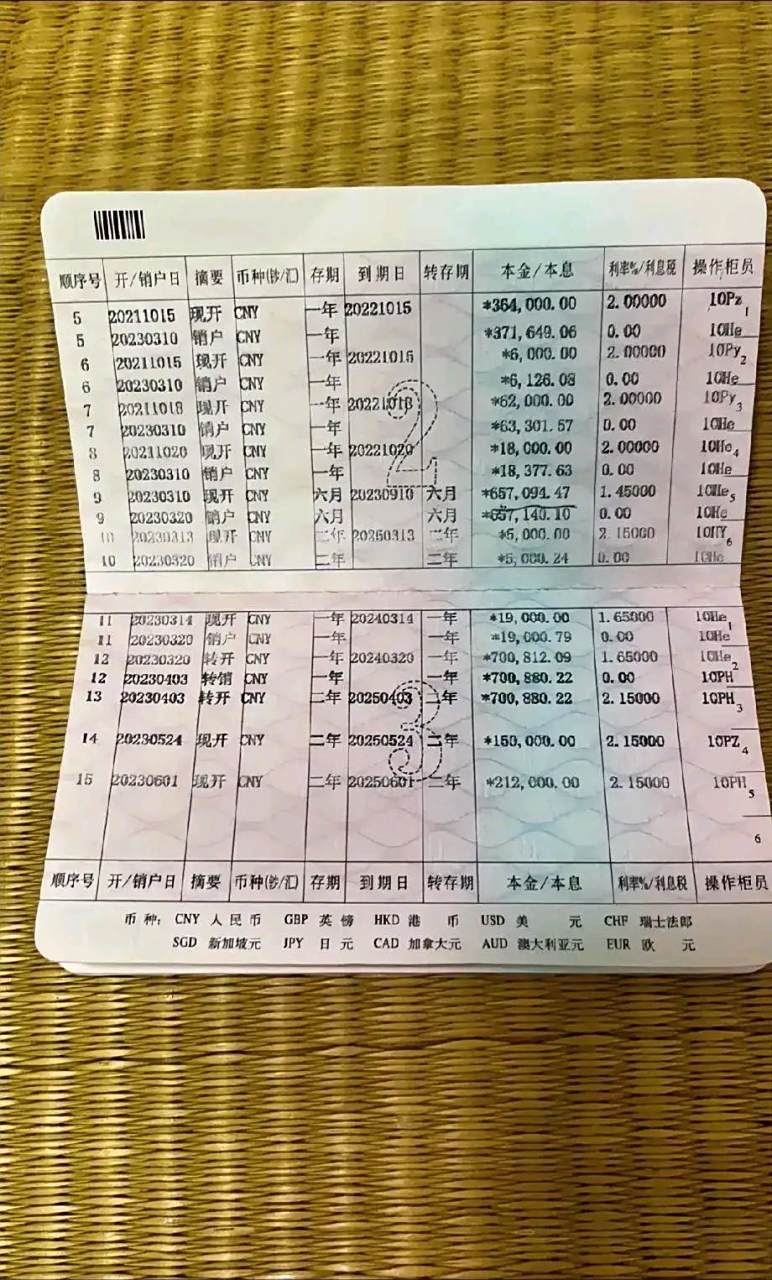 顺序号 开/销户日 摘要 币种(钞/汇) 存期 到期日 转存期 本金/本息 利率%/利息税 操作柜员
5 20211015 现开 CNY 一年 20221015 *364,000.00 2.00000 10Pz 1
5 20230310 销户 CNY 一年 *371,649.06 0.00 10He
6 20211015 现开 CNY 一年 20221015 *6,000.00 2.00000 10Py 2
6 20230310 销户 CNY 一年 *6,126.08 0.00 10He
7 20211018 现开 CNY 一年 20221018 *62,000.00 2.00000 10Py 3
7 20230310 销户 CNY 一年 *63,301.57 0.00 10He
8 20211020 现开 CNY 一年 20221020 *18,000.00 2.00000 10He 4
8 20230310 销户 CNY 一年 *18,377.63 0.00 10He
9 20230310 现开 CNY 六月 20230910 六月 *657,094.47 1.45000 10He 5
9 20230320 销户 CNY 六月 六月 *657,140.10 0.00 10He
10 20230313 现开 CNY 二年 20250313 二年 *5,000.00 2.15000 10HY 6
10 20230320 销户 CNY 二年 二年 *5,000.24 0.00 10He
2
11 20230314 现开 CNY 一年 20240314 一年 *19,000.00 1.65000 10He 1
11 20230320 销户 CNY 一年 一年 *19,000.79 0.00 10He
12 20230320 转开 CNY 一年 20240320 一年 *700,812.09 1.65000 10He 2
12 20230403 转销 CNY 一年 一年 *700,880.22 0.00 10PH
13 20230403 转开 CNY 二年 20250403 二年 *700,880.22 2.15000 10PH 3
14 20230524 现开 CNY 二年 20250524 二年 *150,000.00 2.15000 10PZ 4
15 20230601 现开 CNY 二年 20250601 二年 *212,000.00 2.15000 10PH 5
3
6
顺序号 开/销户日 摘要 币种(钞/汇) 存期 到期日 转存期 本金/本息 利率%/利息税 操作柜员
币种: CNY 人民币 GBP 英镑 HKD 港币 USD 美元 CHF 瑞士法郎
SGD 新加坡元 JPY 日元 CAD 加拿大元 AUD 澳大利亚元 EUR 欧元